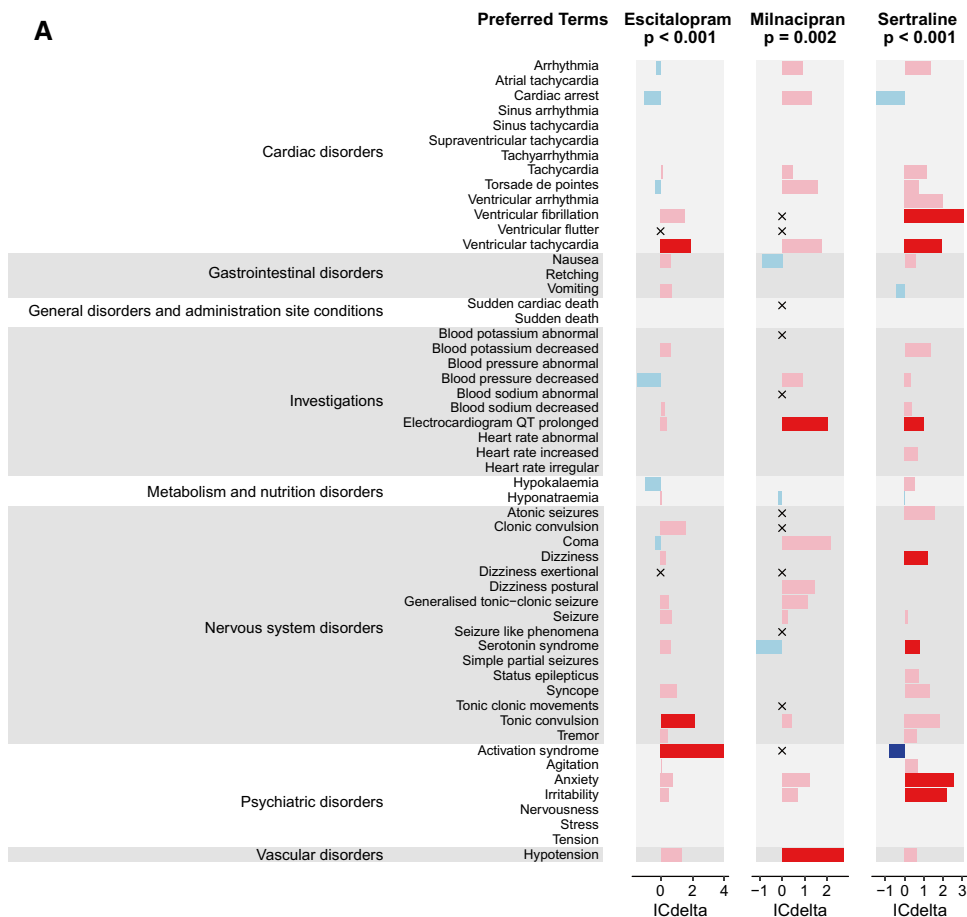 A
Preferred Terms Escitalopram Milnacipran Sertraline
p < 0.001 p = 0.002 p < 0.001
Arrhythmia
Atrial tachycardia
Cardiac arrest
Sinus arrhythmia
Sinus tachycardia
Supraventricular tachycardia
Cardiac disorders
Tachyarrhythmia
Tachycardia
Torsade de pointes
Ventricular arrhythmia
Ventricular fibrillation ×
Ventricular flutter × ×
Ventricular tachycardia
Nausea
Gastrointestinal disorders Retching
Vomiting
General disorders and administration site conditions Sudden cardiac death ×
Sudden death
Blood potassium abnormal ×
Blood potassium decreased
Blood pressure abnormal
Blood pressure decreased
Blood sodium abnormal ×
Investigations
Blood sodium decreased
Electrocardiogram QT prolonged
Heart rate abnormal
Heart rate increased
Heart rate irregular
Hypokalaemia
Metabolism and nutrition disorders
Hyponatraemia
Atonic seizures ×
Clonic convulsion ×
Coma
Dizziness
Dizziness exertional × ×
Dizziness postural
Generalised tonic−clonic seizure
Seizure
Nervous system disorders
Seizure like phenomena ×
Serotonin syndrome
Simple partial seizures
Status epilepticus
Syncope
Tonic clonic movements ×
Tonic convulsion
Tremor
Activation syndrome ×
Agitation
Anxiety
Psychiatric disorders
Irritability
Nervousness
Stress
Tension
Vascular disorders Hypotension
0 4 −1 0 1 2 −1 0 1 2 3
ICdelta ICdelta ICdelta